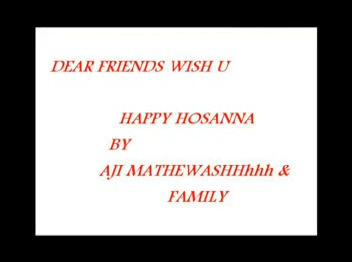 DEAR FRIENDS WISH U
HAPPY HOSANNA
BY
AJI MATHEWASHHhhh &
FAMILY